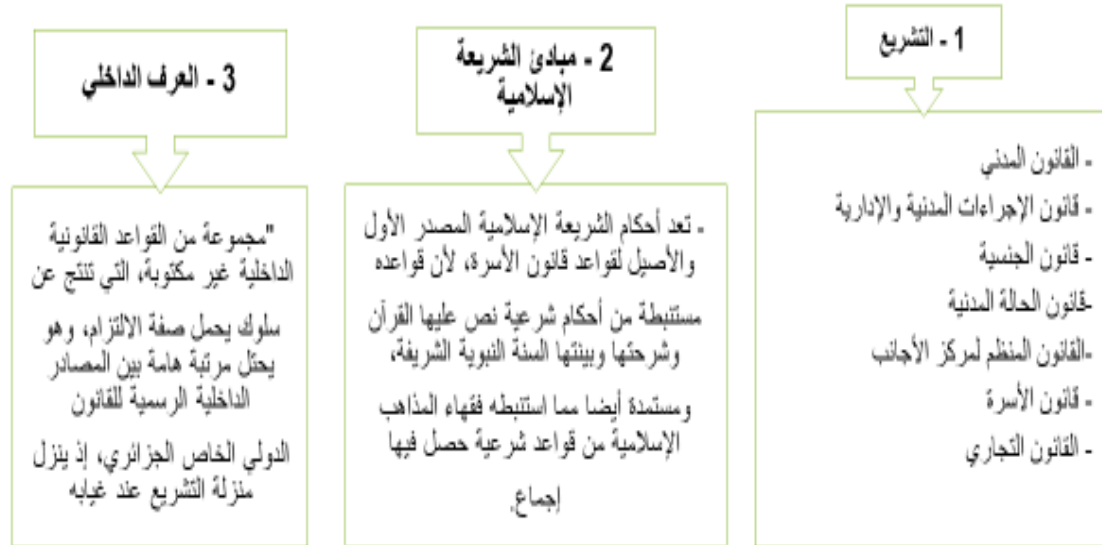 1 - التشريع
- القانون المدني
- قانون الإجراءات المدنية والإدارية
- قانون الجنسية
-قانون الحالة المدنية
-القانون المنظم لمركز الأجانب
- قانون الأسرة
- القانون التجاري
2 - مبادئ الشريعة
الإسلامية
- تعد أحكام الشريعة الإسلامية المصدر الأول
والأصيل لقواعد قانون الأسرة، لأن قواعده
مستنبطة من أحكام شرعية نص عليها القرآن
وشرحتها وبينتها السنة النبوية الشريفة،
ومستمدة أيضا مما استنبطه فقهاء المذاهب
الإسلامية من قواعد شرعية حصل فيها
إجماع.
3 - العرف الداخلي
"مجموعة من القواعد القانونية
الداخلية غير مكتوبة، التي تنتج عن
سلوك يحمل صفة الالتزام، وهو
يحتل مرتبة هامة بين المصادر
الداخلية الرسمية للقانون
الدولي الخاص الجزائري، إذ ينزل
منزلة التشريع عند غيابه